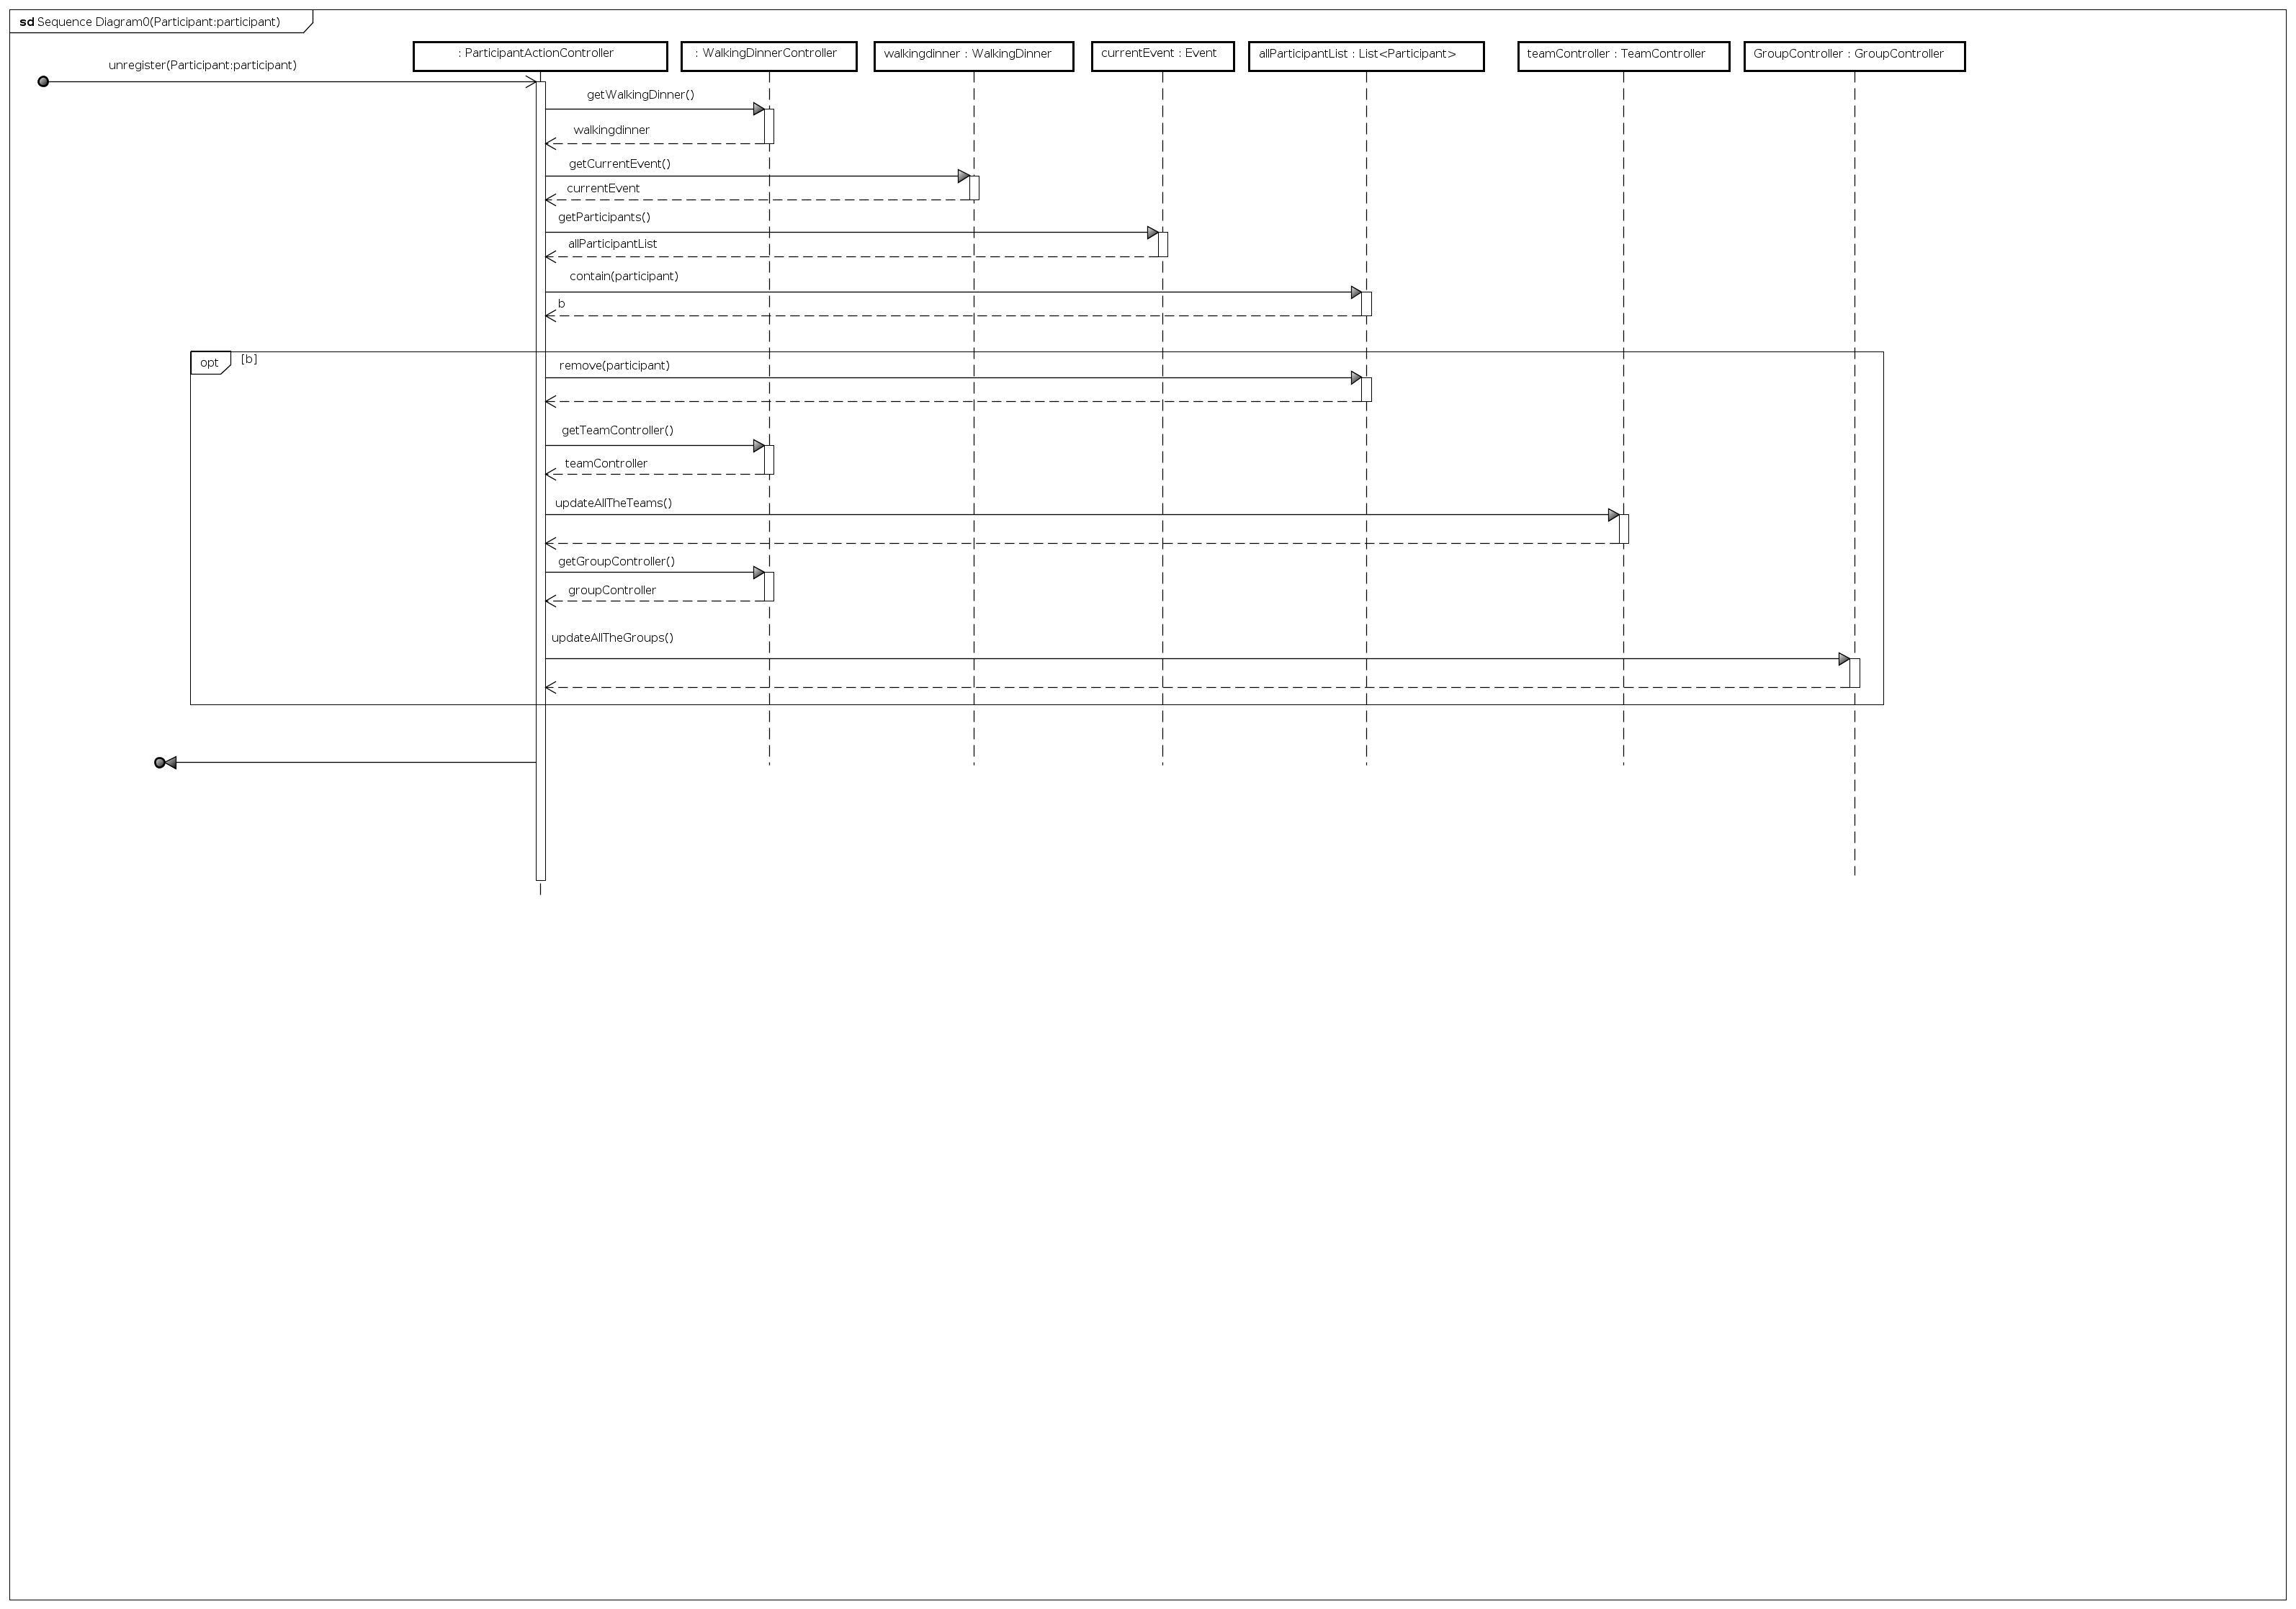 sd Sequence Diagram0(Participant:participant)
: ParticipantActionController
: WalkingDinnerController
walkingdinner : WalkingDinner
currentEvent : Event
allParticipantList : List<Participant>
teamController : TeamController
GroupController : GroupController
unregister(Participant:participant)
getWalkingDinner()
walkingdinner
getCurrentEvent()
currentEvent
getParticipants()
allParticipantList
contain(participant)
b
opt
[b]
remove(participant)
getTeamController()
teamController
updateAllTheTeams()
getGroupController()
groupController
updateAllTheGroups()